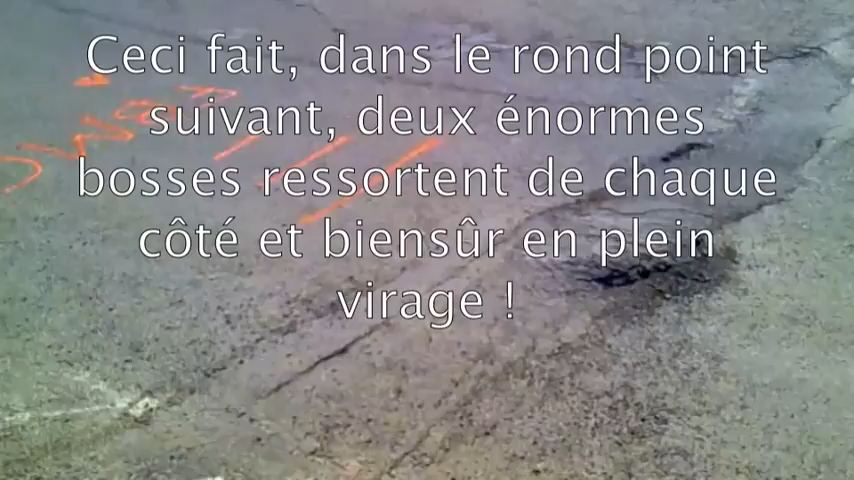 Ceci fait, dans le rond point
suivant, deux énormes
bosses ressortent de chaque
côté et biensûr en plein
virage !